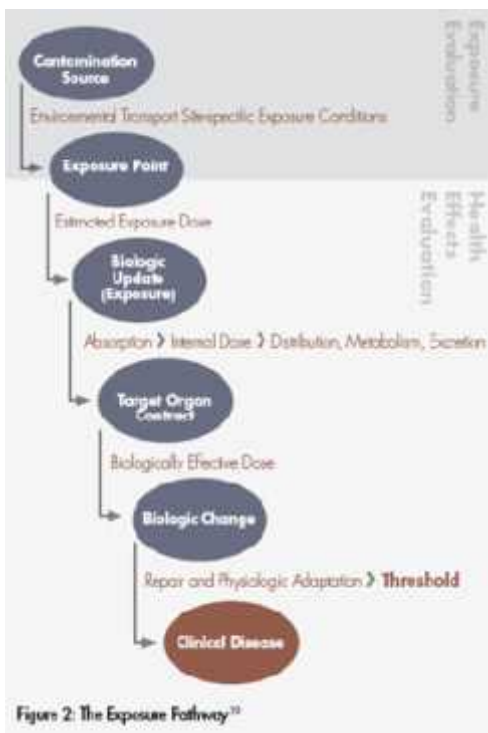 Contamination
Source
Exposure
Evaluation
Environmental Transport Site-specific Exposure Conditions
Exposure Point
Estimated Exposure Dose
Health
Effects
Evaluation
Biologic
Update
(Exposure)
Absorption > Internal Dose > Distribution, Metabolism, Excretion
Target Organ
Contract
Biologically Effective Dose
Biologic Change
Repair and Physiologic Adaptation > Threshold
Clinical Disease
Figure 2: The Exposure Pathway